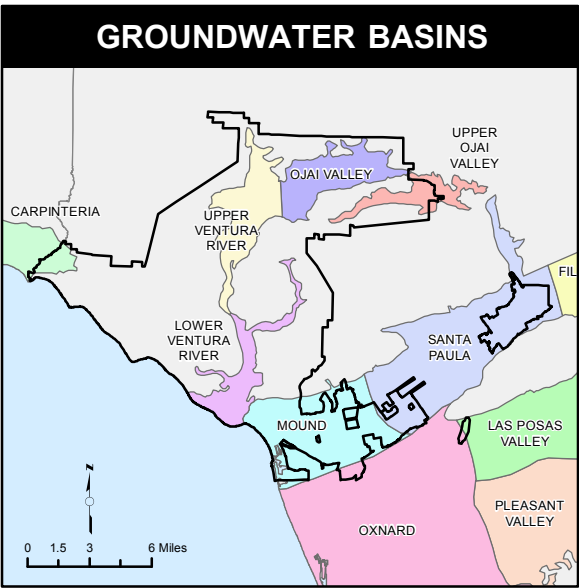 GROUNDWATER BASINS
UPPER
OJAI
VALLEY
OJAI VALLEY
CARPINTERIA
UPPER
VENTURA
RIVER
FIL
LOWER
VENTURA
RIVER
SANTA
PAULA
MOUND
LAS POSAS
VALLEY
PLEASANT
VALLEY
OXNARD
N
0 1.5 3 6 Miles